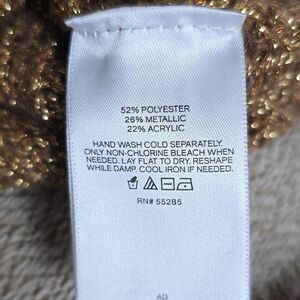 52% POLYESTER
26% METALLIC
22% ACRYLIC
HAND WASH COLD SEPARATELY.
ONLY NON-CHLORINE BLEACH WHEN
NEEDED. LAY FLAT TO DRY. RESHAPE
WHILE DAMP. COOL IRON IF NEEDED.
RN# 55285
AD